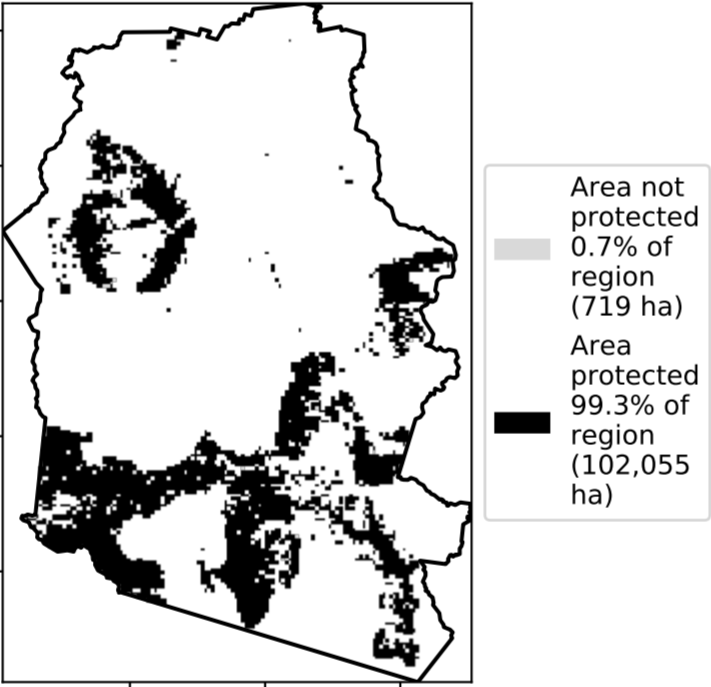 Area not
protected
0.7% of
region
(719 ha)
Area
protected
99.3% of
region
(102,055
ha)